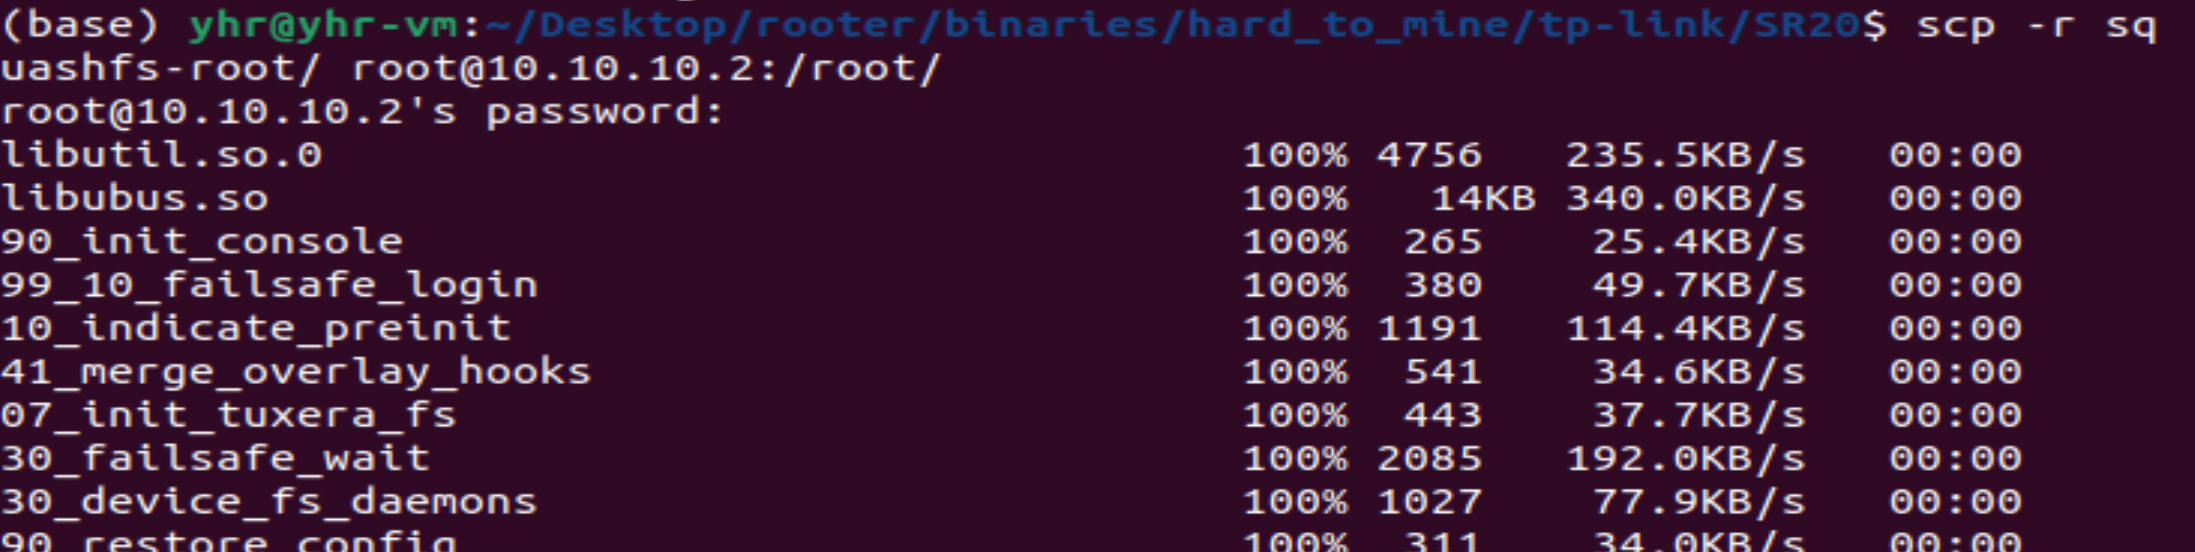 (base) yhr@yhr-vm:~/Desktop/rooter/binaries/hard_to_mine/tp-link/SR20$ scp -r sq
uashfs-root/ root@10.10.10.2:/root/
root@10.10.10.2's password:
libutil.so.0 100% 4756 235.5KB/s 00:00
libubus.so 100% 14KB 340.0KB/s 00:00
90_init_console 100% 265 25.4KB/s 00:00
99_10_failsafe_login 100% 380 49.7KB/s 00:00
10_indicate_preinit 100% 1191 114.4KB/s 00:00
41_merge_overlay_hooks 100% 541 34.6KB/s 00:00
07_init_tuxera_fs 100% 443 37.7KB/s 00:00
30_failsafe_wait 100% 2085 192.0KB/s 00:00
30_device_fs_daemons 100% 1027 77.9KB/s 00:00
90_restore_config 100% 311 34.0KB/s 00:00